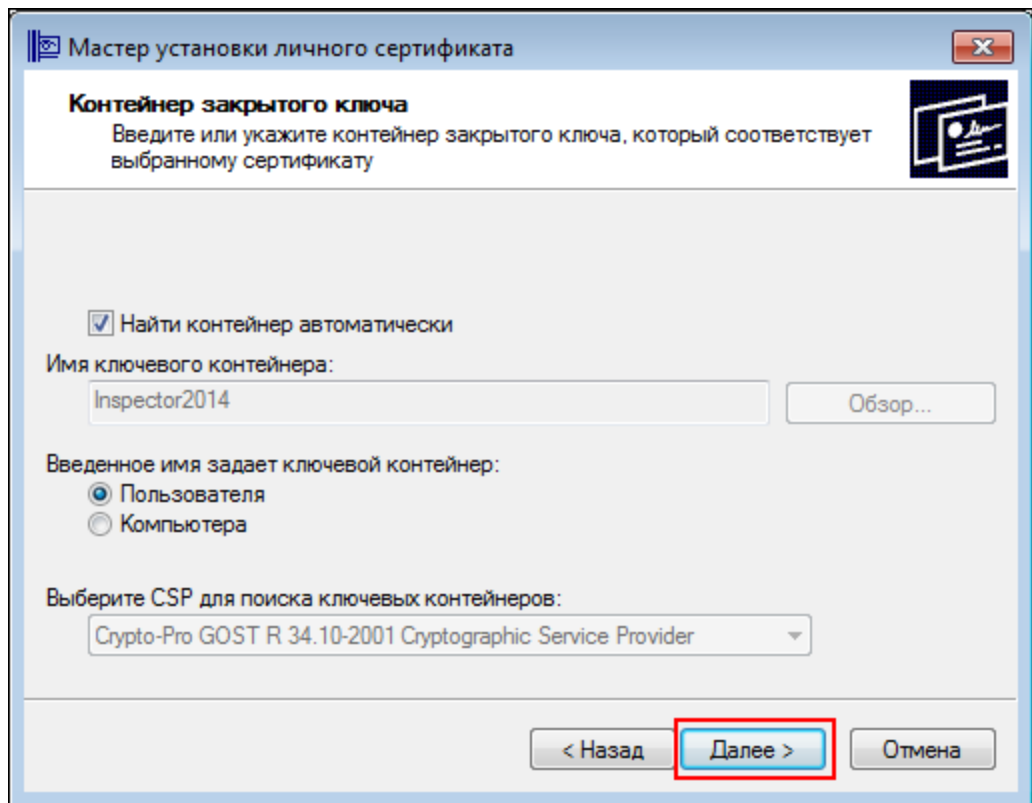 Мастер установки личного сертификата
Контейнер закрытого ключа
Введите или укажите контейнер закрытого ключа, который соответствует
выбранному сертификату
Найти контейнер автоматически
Имя ключевого контейнера:
Inspector2014
Обзор...
Введенное имя задает ключевой контейнер:
Пользователя
Компьютера
Выберите CSP для поиска ключевых контейнеров:
Crypto-Pro GOST R 34.10-2001 Cryptographic Service Provider
< Назад
Далее >
Отмена